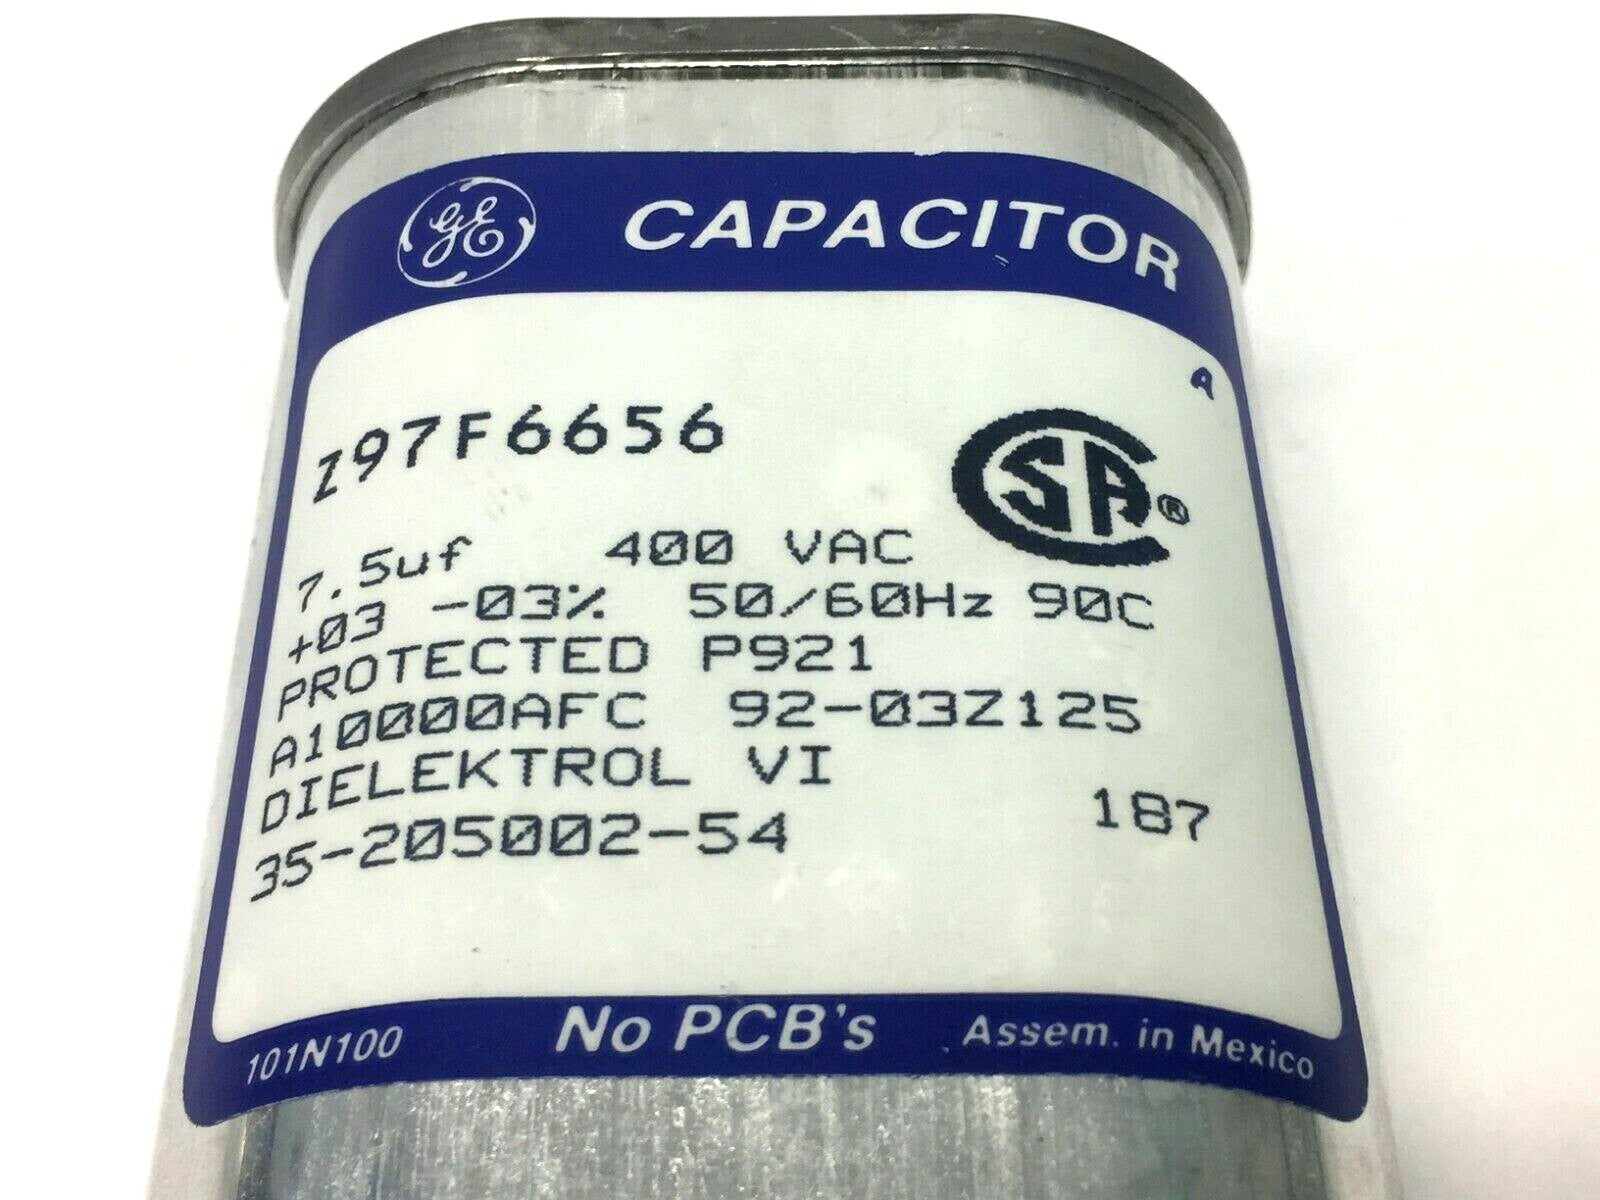 GE CAPACITOR
A
Z97F6656
CSA ®
7.5uf 400 VAC
+03 -03% 50/60Hz 90C
PROTECTED P921
A10000AFC 92-03Z125
DIELEKTROL VI
35-205002-54 187
101N100 No PCB's Assem. in Mexico